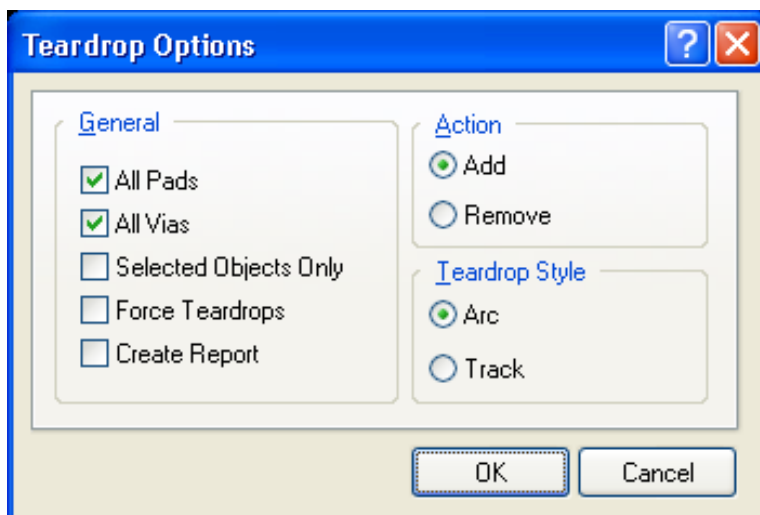 Teardrop Options
General
All Pads
All Vias
Selected Objects Only
Force Teardrops
Create Report
Action
Add
Remove
Teardrop Style
Arc
Track
OK
Cancel